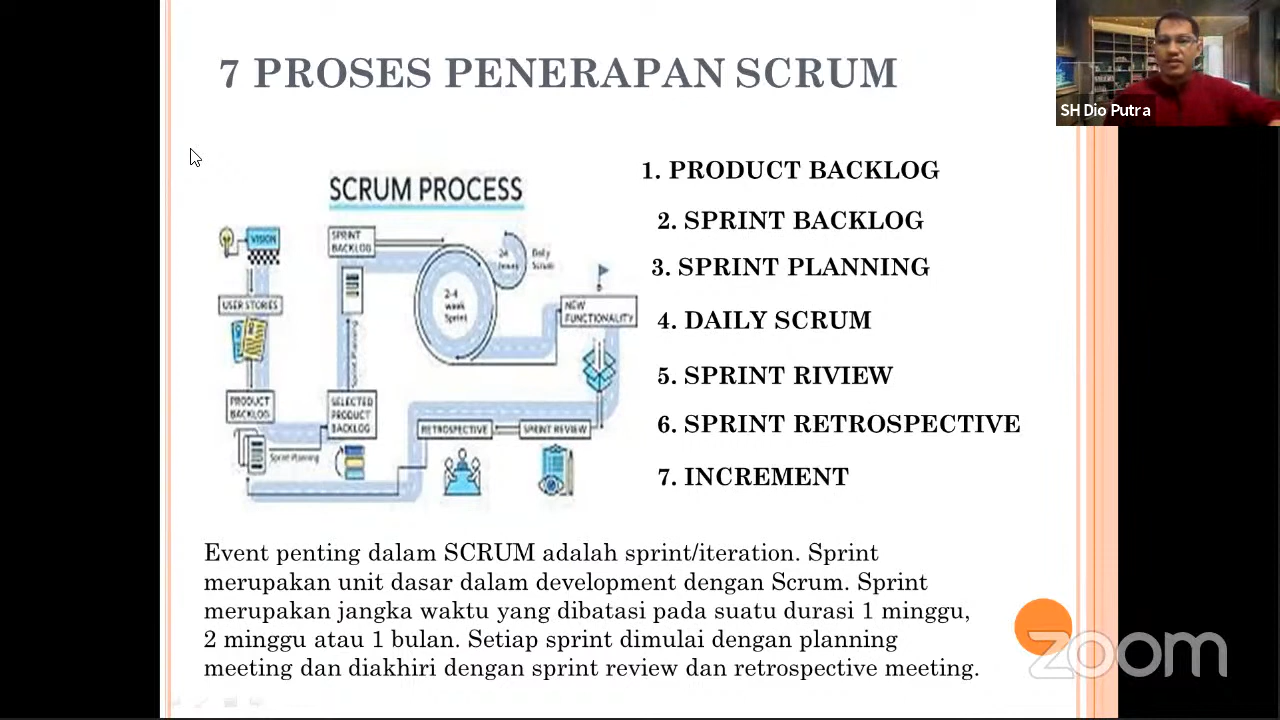 7 PROSES PENERAPAN SCRUM
SH Dio Putra
SCRUM PROCESS
VISION
USER STORIES
PRODUCT
BACKLOG
Sprint Planning
SELECTED
PRODUCT
BACKLOG
Sprint Planning
SPRINT
BACKLOG
2-4
week
Sprint
24
Daily
Scrum
NEW
FUNCTIONALITY
SPRINT REVIEW
RETROSPECTIVE
1. PRODUCT BACKLOG
2. SPRINT BACKLOG
3. SPRINT PLANNING
4. DAILY SCRUM
5. SPRINT RIVIEW
6. SPRINT RETROSPECTIVE
7. INCREMENT
Event penting dalam SCRUM adalah sprint/iteration. Sprint
merupakan unit dasar dalam development dengan Scrum. Sprint
merupakan jangka waktu yang dibatasi pada suatu durasi 1 minggu,
2 minggu atau 1 bulan. Setiap sprint dimulai dengan planning
meeting dan diakhiri dengan sprint review dan retrospective meeting.
zoom